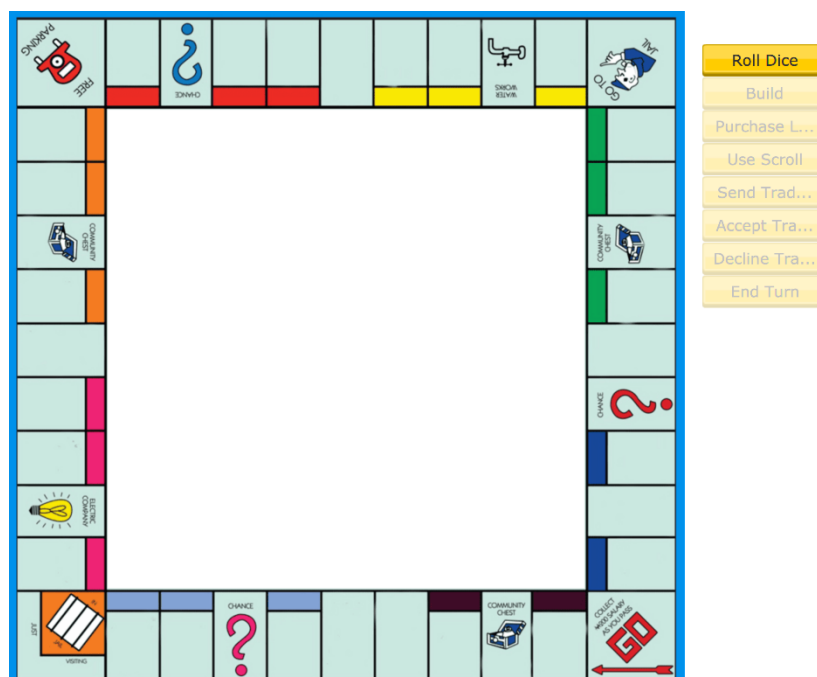 FREE
PARKING
CHANCE
WATER
WORKS
GO TO
JAIL
COMMUNITY
CHEST
COMMUNITY
CHEST
CHANCE
ELECTRIC
COMPANY
IN
JAIL
JUST
VISITING
CHANCE
COMMUNITY
CHEST
COLLECT
SALARY
AS YOU PASS
GO
Roll Dice
Build
Purchase L...
Use Scroll
Send Trad...
Accept Tra...
Decline Tra...
End Turn